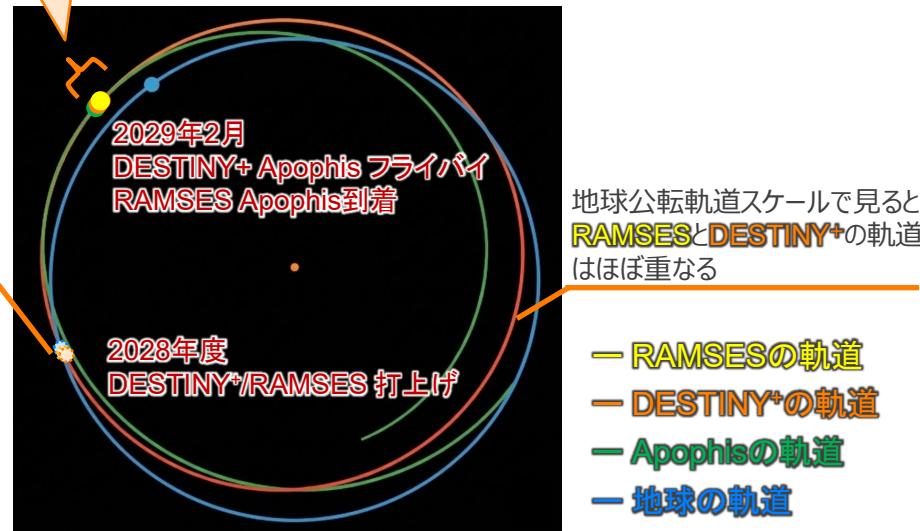 2029年2月
DESTINY+ Apophis フライバイ
RAMSES Apophis到着
地球公転軌道スケールで見ると
RAMSESとDESTINY⁺の軌道
はほぼ重なる
2028年度
DESTINY⁺/RAMSES 打上げ
RAMSESの軌道
DESTINY⁺の軌道
Apophisの軌道
地球の軌道